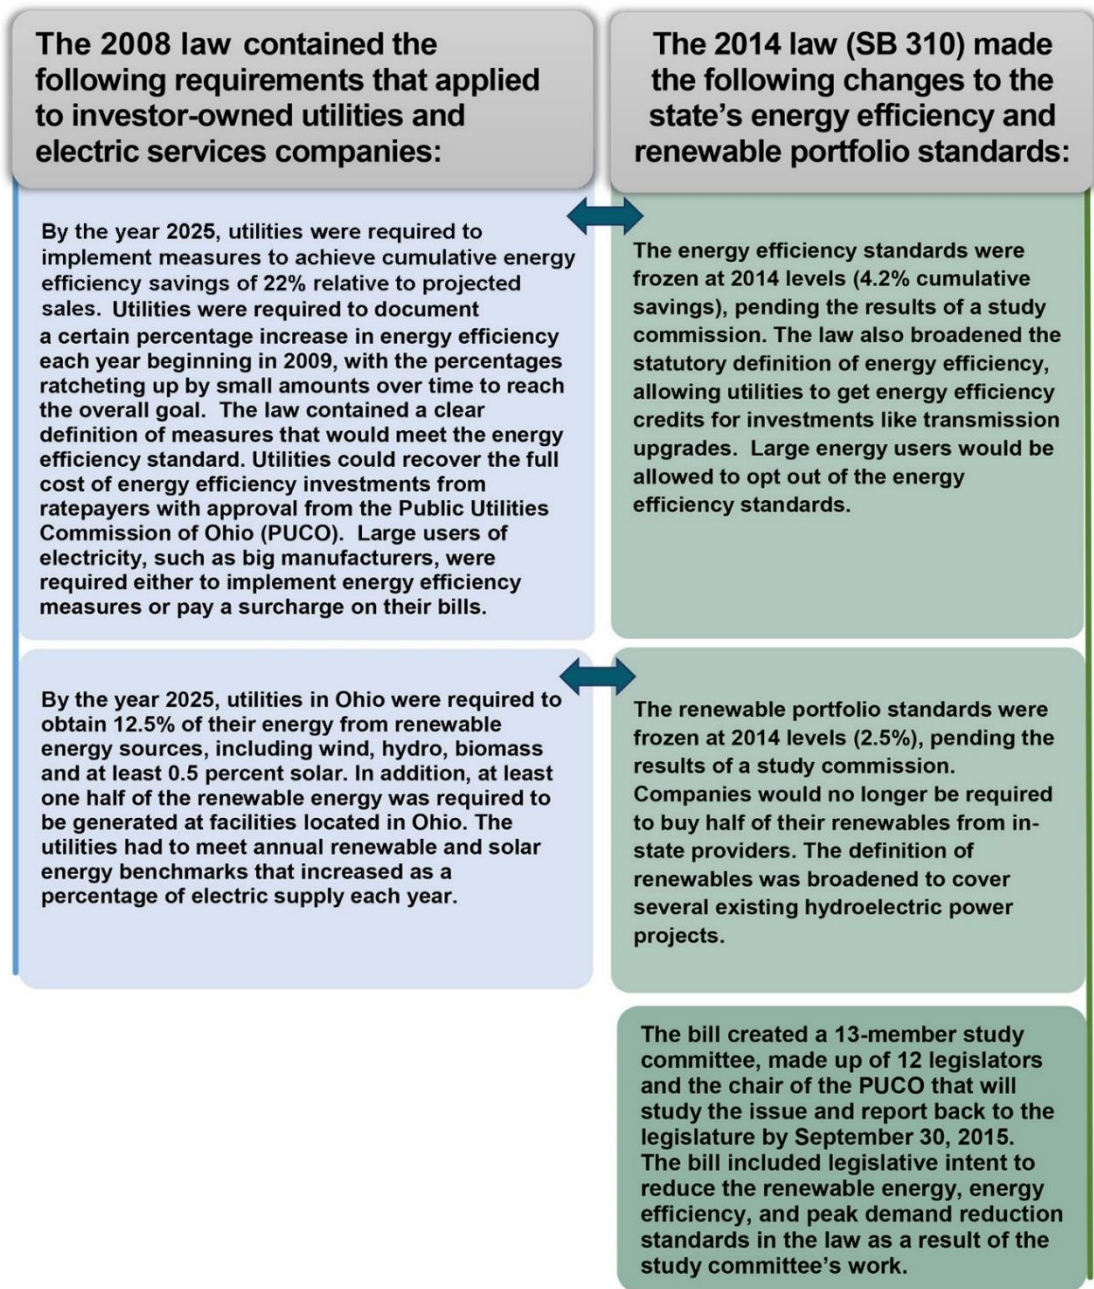 The 2008 law contained the
following requirements that applied
to investor-owned utilities and
electric services companies:
By the year 2025, utilities were required to
implement measures to achieve cumulative energy
efficiency savings of 22% relative to projected
sales. Utilities were required to document
a certain percentage increase in energy efficiency
each year beginning in 2009, with the percentages
ratcheting up by small amounts over time to reach
the overall goal. The law contained a clear
definition of measures that would meet the energy
efficiency standard. Utilities could recover the full
cost of energy efficiency investments from
ratepayers with approval from the Public Utilities
Commission of Ohio (PUCO). Large users of
electricity, such as big manufacturers, were
required either to implement energy efficiency
measures or pay a surcharge on their bills.
By the year 2025, utilities in Ohio were required to
obtain 12.5% of their energy from renewable
energy sources, including wind, hydro, biomass
and at least 0.5 percent solar. In addition, at least
one half of the renewable energy was required to
be generated at facilities located in Ohio. The
utilities had to meet annual renewable and solar
energy benchmarks that increased as a
percentage of electric supply each year.
The 2014 law (SB 310) made
the following changes to the
state's energy efficiency and
renewable portfolio standards:
The energy efficiency standards were
frozen at 2014 levels (4.2% cumulative
savings), pending the results of a study
commission. The law also broadened the
statutory definition of energy efficiency,
allowing utilities to get energy efficiency
credits for investments like transmission
upgrades. Large energy users would be
allowed to opt out of the energy
efficiency standards.
The renewable portfolio standards were
frozen at 2014 levels (2.5%), pending the
results of a study commission.
Companies would no longer be required
to buy half of their renewables from in-
state providers. The definition of
renewables was broadened to cover
several existing hydroelectric power
projects.
The bill created a 13-member study
committee, made up of 12 legislators
and the chair of the PUCO that will
study the issue and report back to the
legislature by September 30, 2015.
The bill included legislative intent to
reduce the renewable energy, energy
efficiency, and peak demand reduction
standards in the law as a result of the
study committee's work.